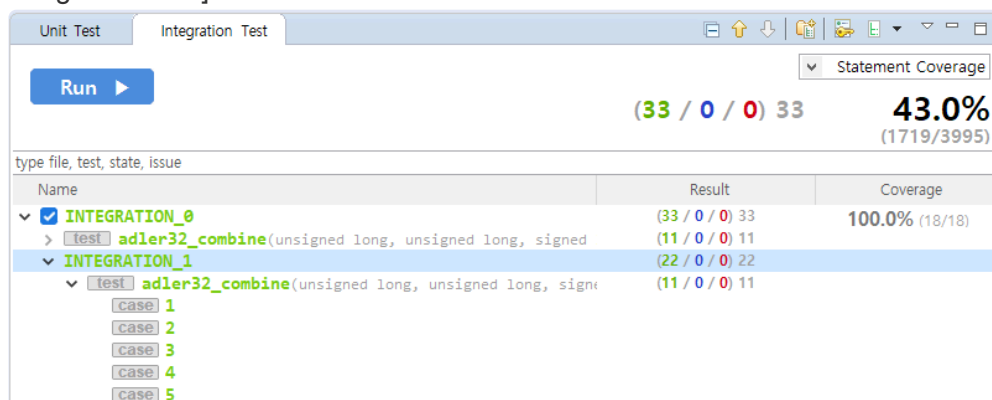 Unit Test Integration Test
Statement Coverage
Run
(33 / 0 / 0) 33 43.0%
(1719/3995)
type file, test, state, issue
Name Result Coverage
INTEGRATION_0 (33 / 0 / 0) 33 100.0% (18/18)
test adler32_combine(unsigned long, unsigned long, signed (11 / 0 / 0) 11
INTEGRATION_1 (22 / 0 / 0) 22
test adler32_combine(unsigned long, unsigned long, signe (11 / 0 / 0) 11
case 1
case 2
case 3
case 4
case 5